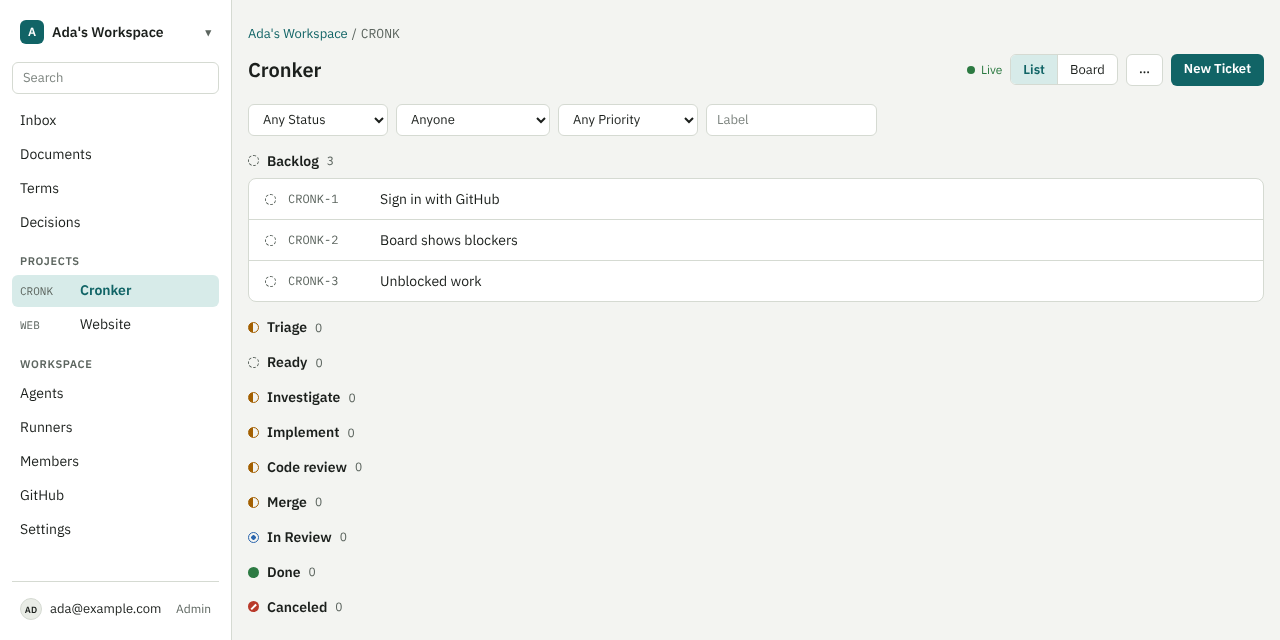 A Ada's Workspace ▾
Search
Inbox
Documents
Terms
Decisions
PROJECTS
CRONK Cronker
WEB Website
WORKSPACE
Agents
Runners
Members
GitHub
Settings
AD ada@example.com Admin
Ada's Workspace / CRONK
Cronker
Live List Board … New Ticket
Any Status Anyone Any Priority Label
Backlog 3
CRONK-1 Sign in with GitHub
CRONK-2 Board shows blockers
CRONK-3 Unblocked work
Triage 0
Ready 0
Investigate 0
Implement 0
Code review 0
Merge 0
In Review 0
Done 0
Canceled 0